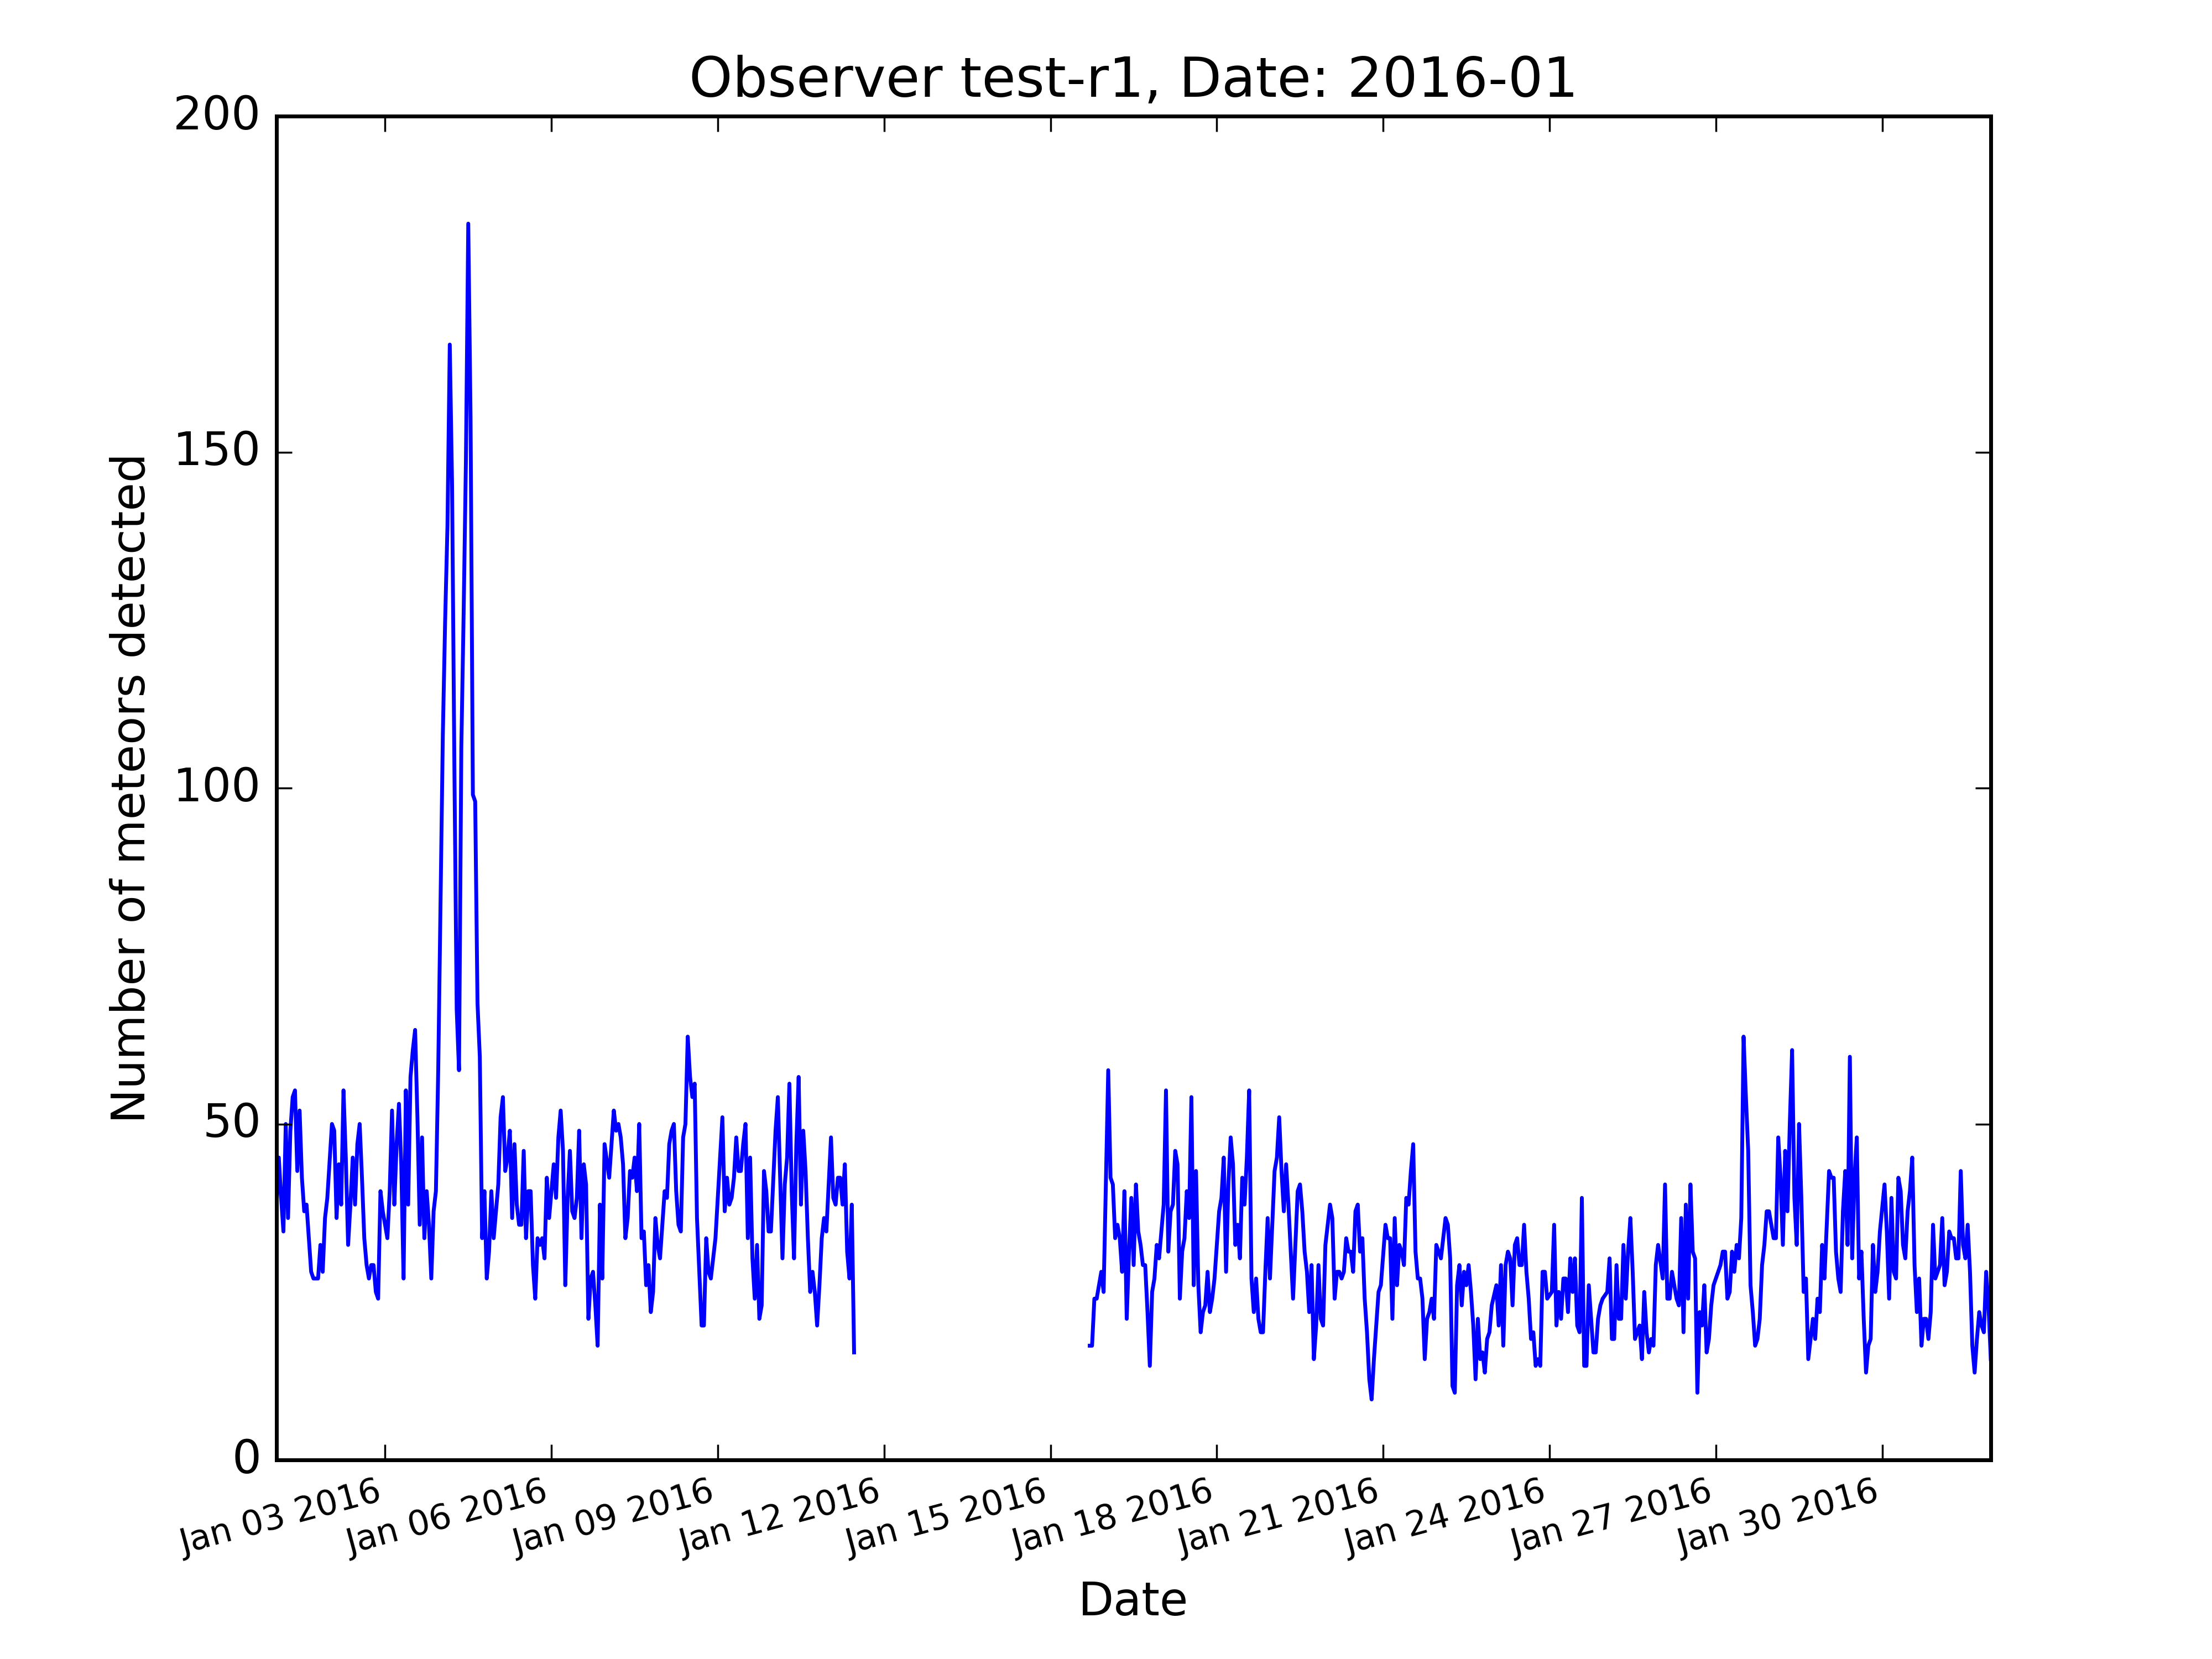 Observer test-r1, Date: 2016-01
200
150
100
50
0
Number of meteors detected
Jan 03 2016
Jan 06 2016
Jan 09 2016
Jan 12 2016
Jan 15 2016
Jan 18 2016
Jan 21 2016
Jan 24 2016
Jan 27 2016
Jan 30 2016
Date